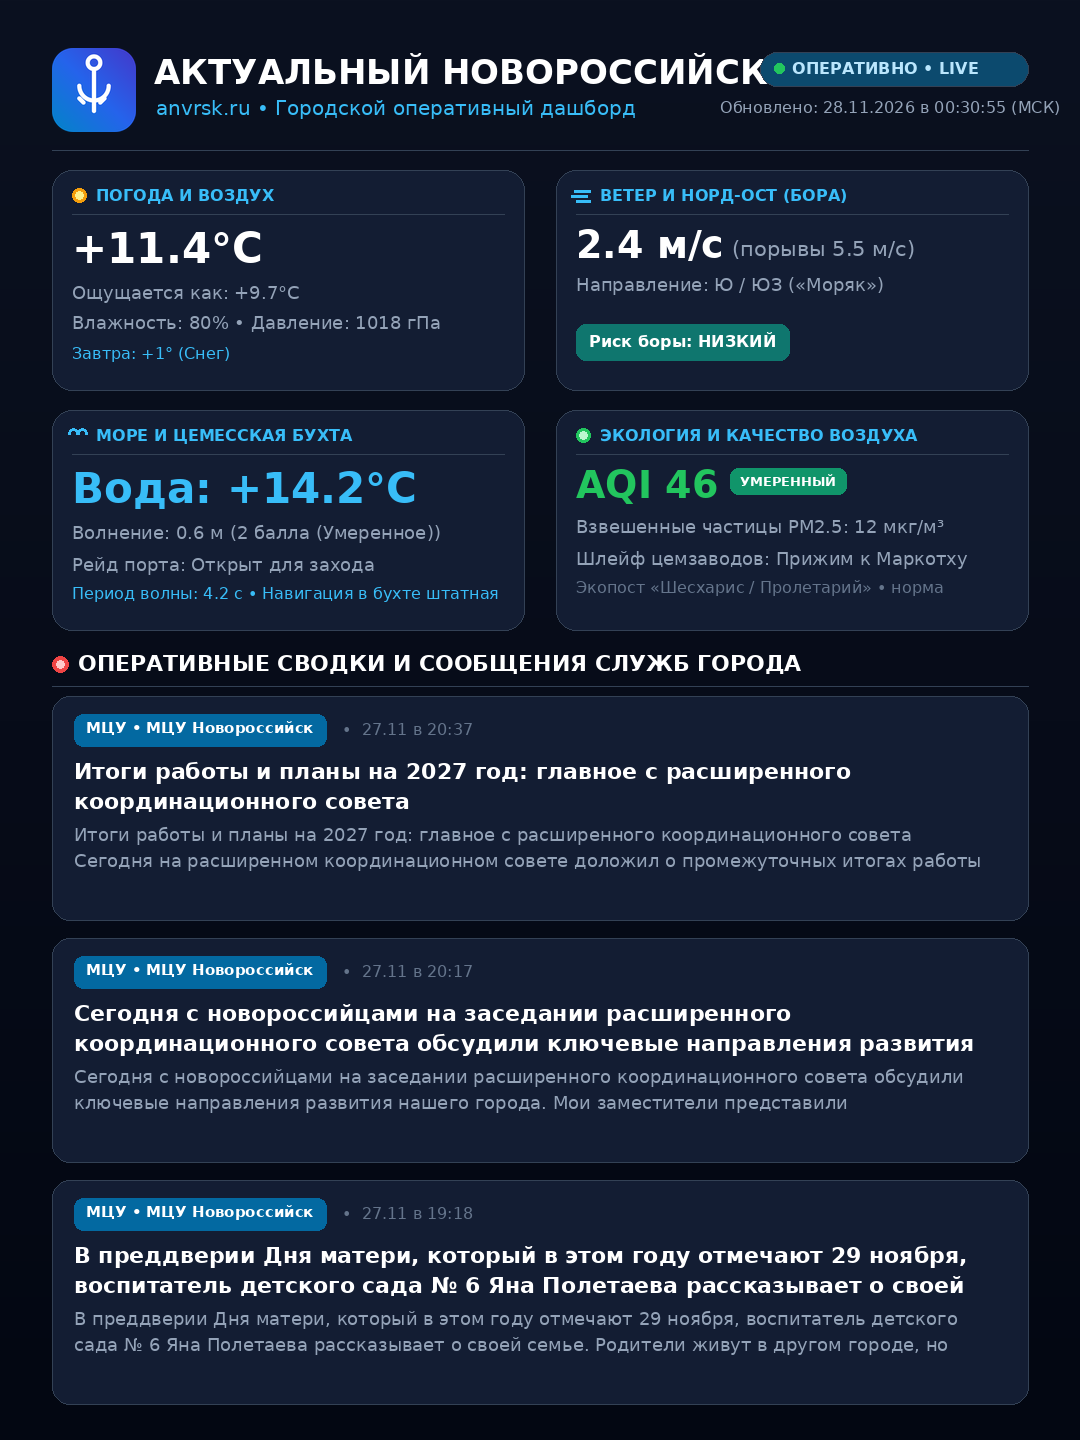 АКТУАЛЬНЫЙ НОВОРОССИЙСК
ОПЕРАТИВНО • LIVE
anvrsk.ru • Городской оперативный дашборд
Обновлено: 28.11.2026 в 00:30:55 (МСК)
ПОГОДА И ВОЗДУХ
+11.4°C
Ощущается как: +9.7°C
Влажность: 80% • Давление: 1018 гПа
Завтра: +1° (Снег)
ВЕТЕР И НОРД-ОСТ (БОРА)
2.4 м/с (порывы 5.5 м/с)
Направление: Ю / ЮЗ («Моряк»)
Риск боры: НИЗКИЙ
МОРЕ И ЦЕМЕССКАЯ БУХТА
Вода: +14.2°C
Волнение: 0.6 м (2 балла (Умеренное))
Рейд порта: Открыт для захода
Период волны: 4.2 с • Навигация в бухте штатная
ЭКОЛОГИЯ И КАЧЕСТВО ВОЗДУХА
AQI 46 УМЕРЕННЫЙ
Взвешенные частицы PM2.5: 12 мкг/м³
Шлейф цемзаводов: Прижим к Маркотху
Экопост «Шесхарис / Пролетарий» • норма
ОПЕРАТИВНЫЕ СВОДКИ И СООБЩЕНИЯ СЛУЖБ ГОРОДА
МЦУ • МЦУ Новороссийск • 27.11 в 20:37
Итоги работы и планы на 2027 год: главное с расширенного
координационного совета
Итоги работы и планы на 2027 год: главное с расширенного координационного совета
Сегодня на расширенном координационном совете доложил о промежуточных итогах работы
МЦУ • МЦУ Новороссийск • 27.11 в 20:17
Сегодня с новороссийцами на заседании расширенного
координационного совета обсудили ключевые направления развития
Сегодня с новороссийцами на заседании расширенного координационного совета обсудили
ключевые направления развития нашего города. Мои заместители представили
МЦУ • МЦУ Новороссийск • 27.11 в 19:18
В преддверии Дня матери, который в этом году отмечают 29 ноября,
воспитатель детского сада № 6 Яна Полетаева рассказывает о своей
В преддверии Дня матери, который в этом году отмечают 29 ноября, воспитатель детского
сада № 6 Яна Полетаева рассказывает о своей семье. Родители живут в другом городе, но